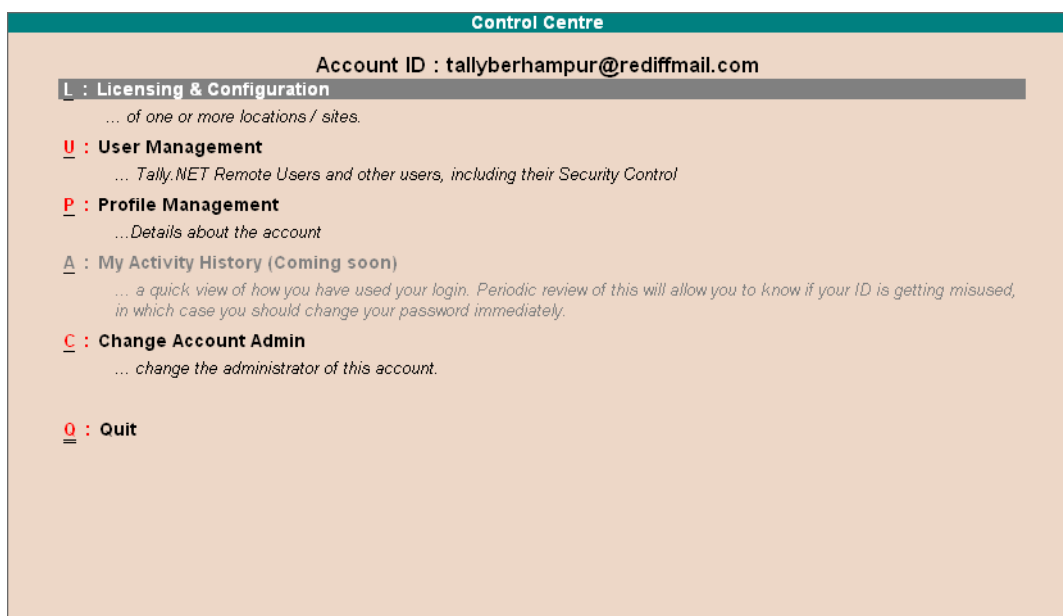 Control Centre
Account ID : tallyberhampur@rediffmail.com
L : Licensing & Configuration
... of one or more locations / sites.
U : User Management
... Tally.NET Remote Users and other users, including their Security Control
P : Profile Management
...Details about the account
A : My Activity History (Coming soon)
... a quick view of how you have used your login. Periodic review of this will allow you to know if your ID is getting misused,
in which case you should change your password immediately.
C : Change Account Admin
... change the administrator of this account.
Q : Quit